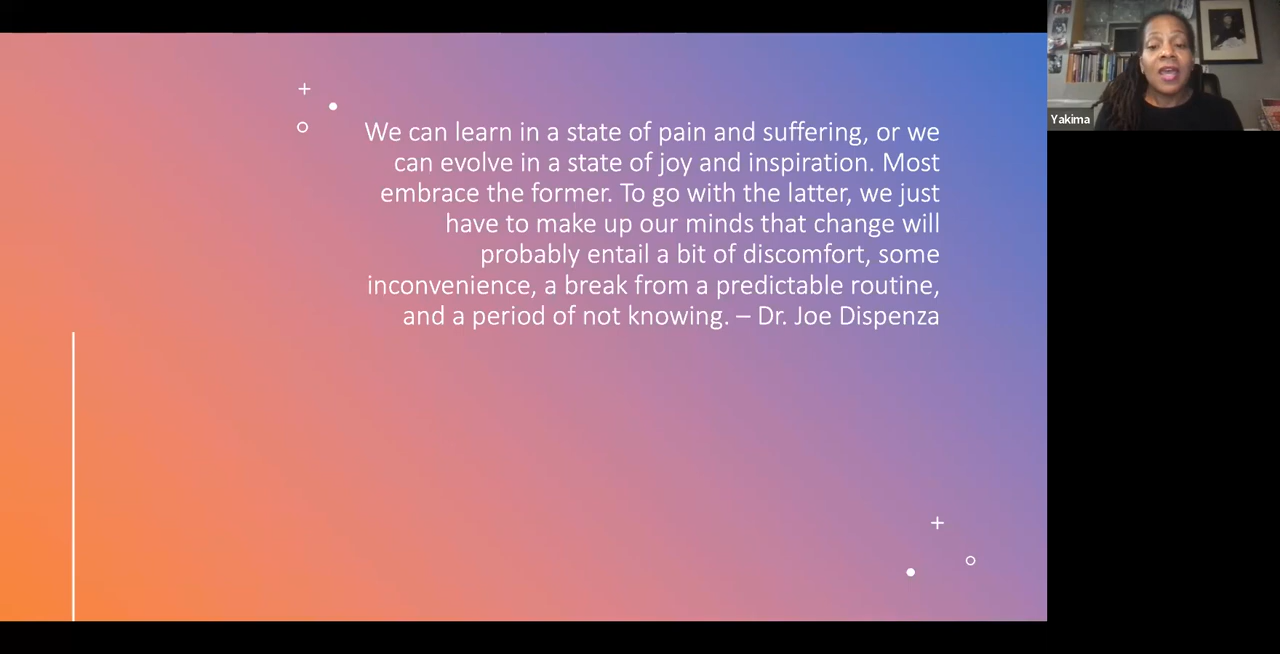 We can learn in a state of pain and suffering, or we
can evolve in a state of joy and inspiration. Most
embrace the former. To go with the latter, we just
have to make up our minds that change will
probably entail a bit of discomfort, some
inconvenience, a break from a predictable routine,
and a period of not knowing. – Dr. Joe Dispenza
Yakima